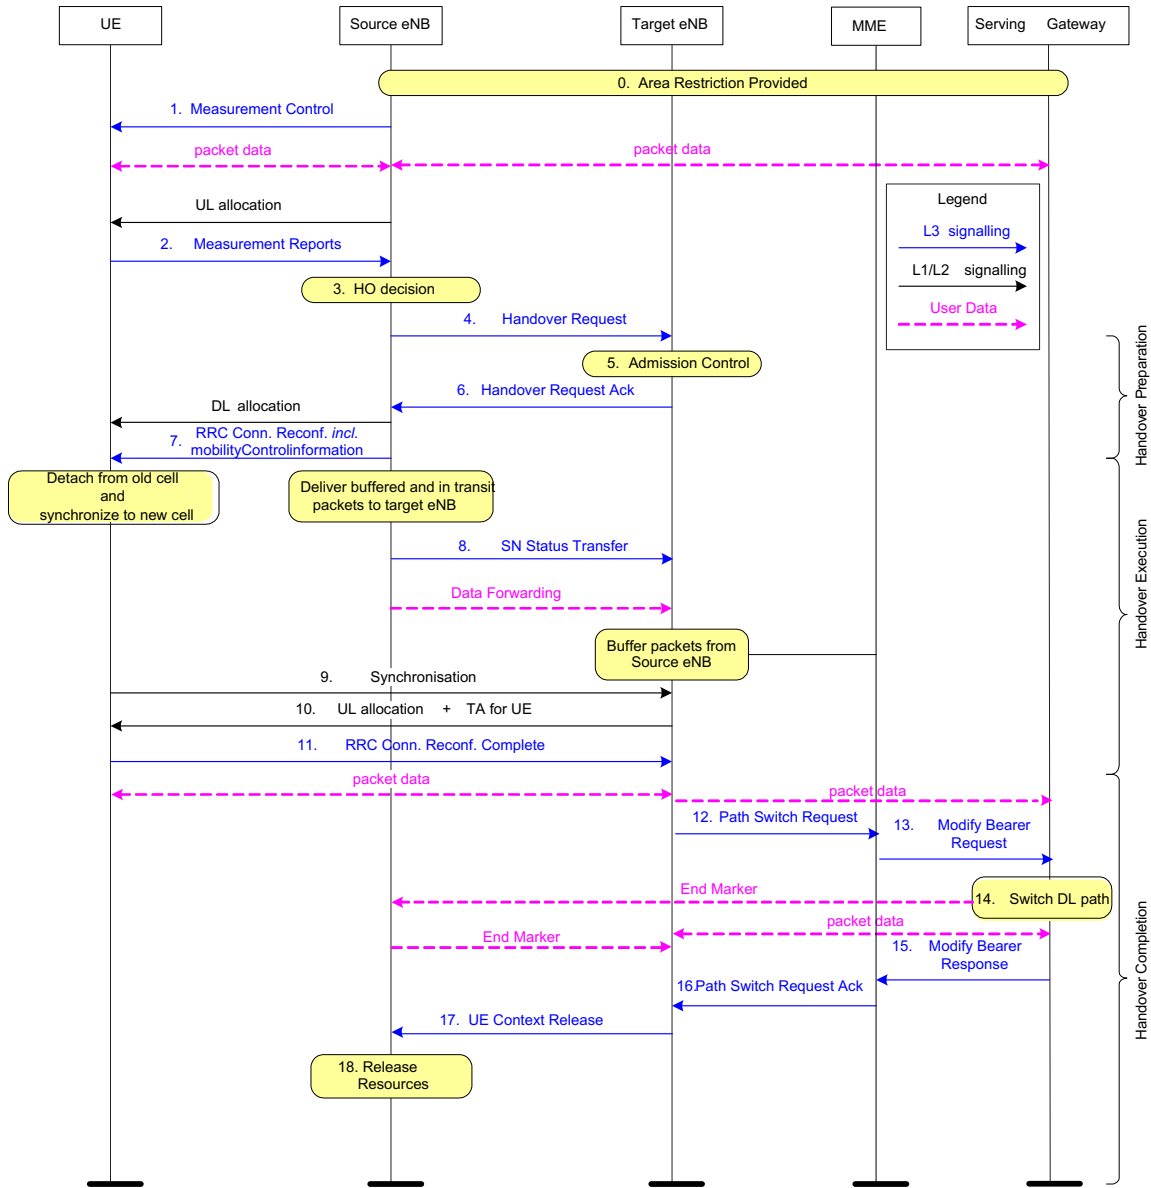 UE
Source eNB
Target eNB
MME
Serving Gateway
0. Area Restriction Provided
1. Measurement Control
packet data
packet data
Legend
L3 signalling
L1/L2 signalling
User Data
UL allocation
2. Measurement Reports
3. HO decision
4. Handover Request
5. Admission Control
6. Handover Request Ack
DL allocation
7. RRC Conn. Reconf. incl.
mobilityControlinformation
Handover Preparation
Detach from old cell
and
synchronize to new cell
Deliver buffered and in transit
packets to target eNB
8. SN Status Transfer
Data Forwarding
Buffer packets from
Source eNB
9. Synchronisation
10. UL allocation + TA for UE
11. RRC Conn. Reconf. Complete
Handover Execution
packet data
packet data
12. Path Switch Request
13. Modify Bearer
Request
End Marker
14. Switch DL path
packet data
End Marker
15. Modify Bearer
Response
16.Path Switch Request Ack
17. UE Context Release
18. Release
Resources
Handover Completion